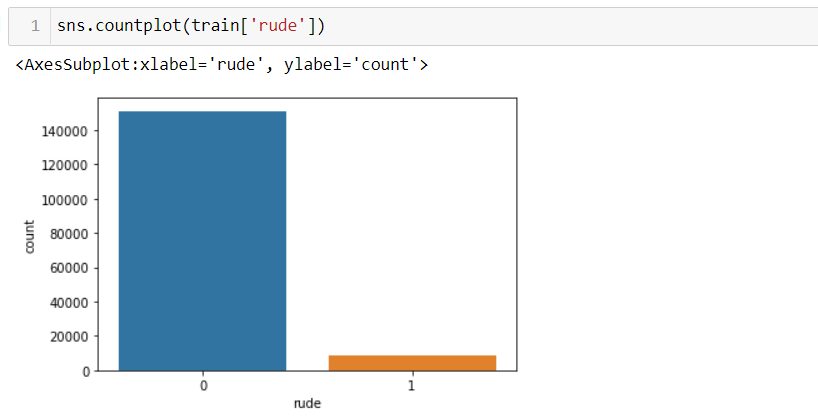 1 sns.countplot(train['rude'])
<AxesSubplot:xlabel='rude', ylabel='count'>
140000
120000
100000
80000
60000
40000
20000
0
count
0 1
rude